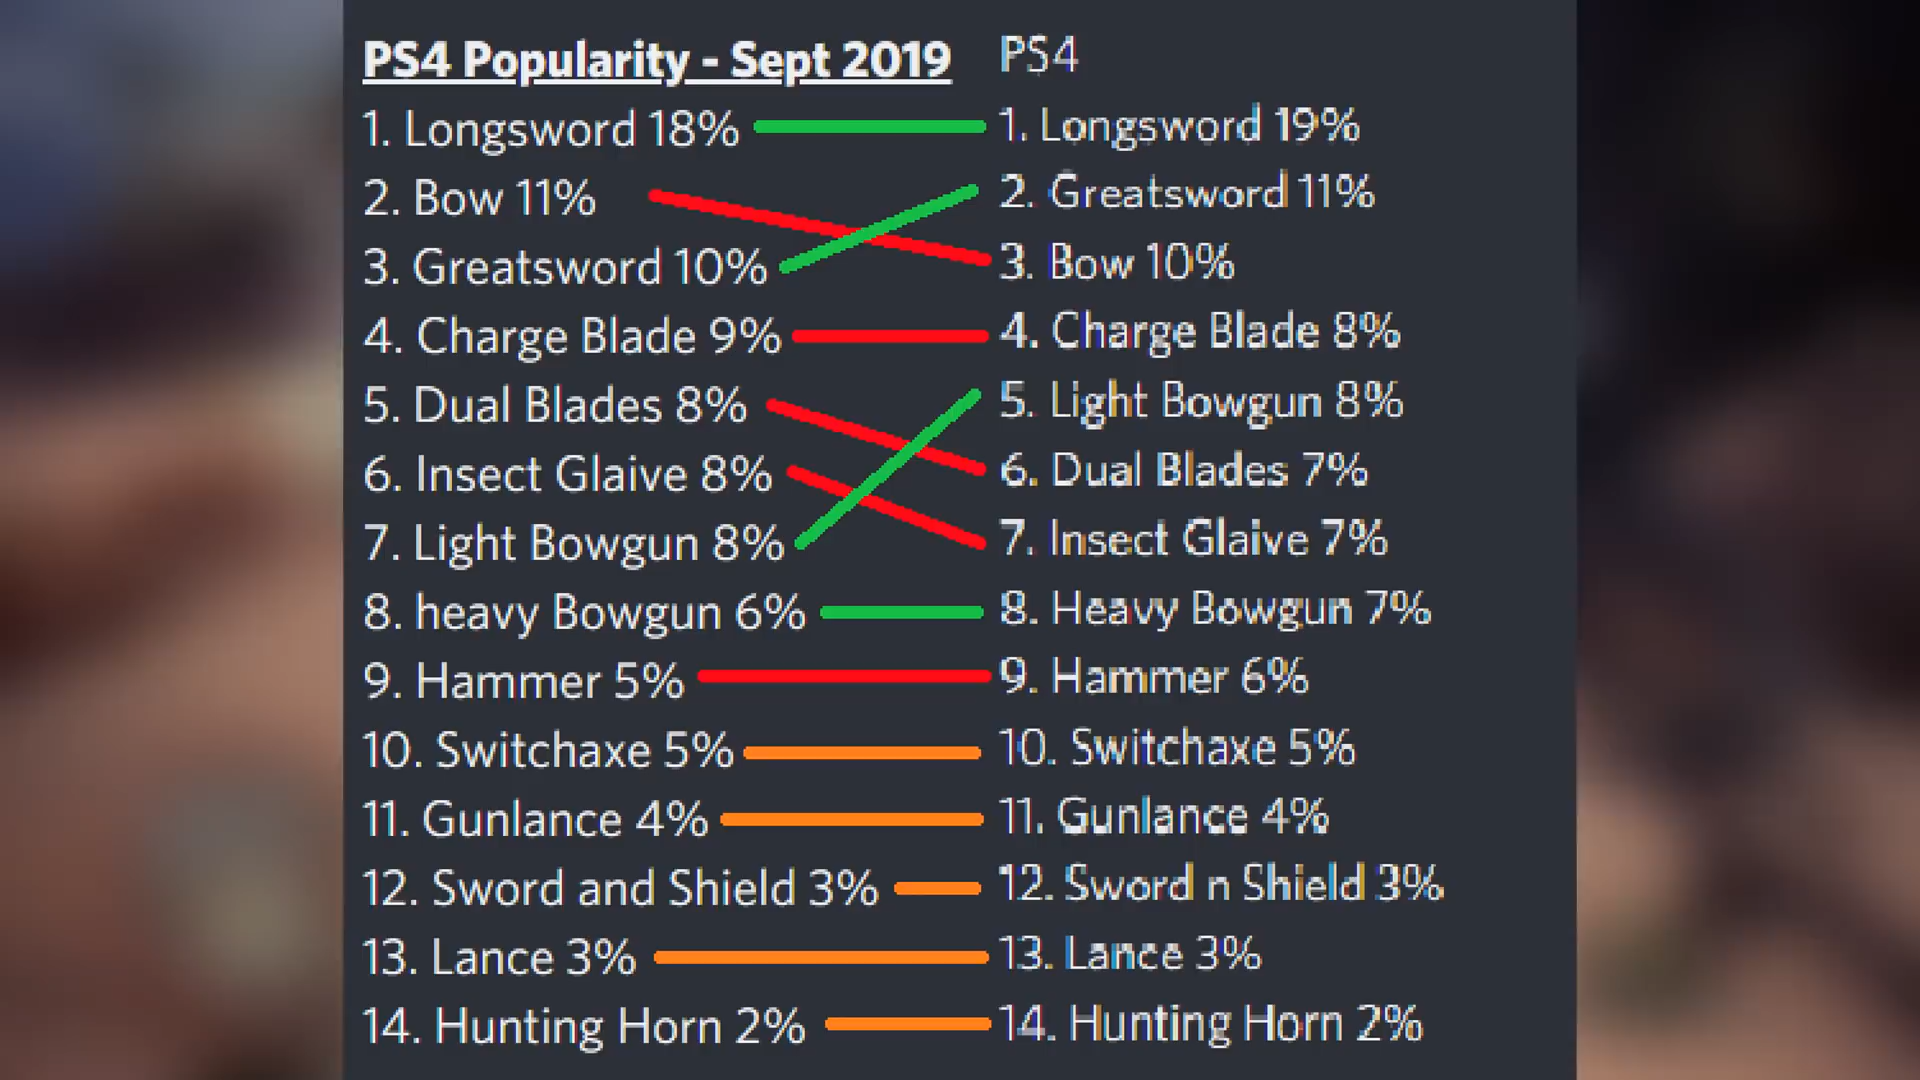 PS4 Popularity - Sept 2019
1. Longsword 18%
2. Bow 11%
3. Greatsword 10%
4. Charge Blade 9%
5. Dual Blades 8%
6. Insect Glaive 8%
7. Light Bowgun 8%
8. heavy Bowgun 6%
9. Hammer 5%
10. Switchaxe 5%
11. Gunlance 4%
12. Sword and Shield 3%
13. Lance 3%
14. Hunting Horn 2%
PS4
1. Longsword 19%
2. Greatsword 11%
3. Bow 10%
4. Charge Blade 8%
5. Light Bowgun 8%
6. Dual Blades 7%
7. Insect Glaive 7%
8. Heavy Bowgun 7%
9. Hammer 6%
10. Switchaxe 5%
11. Gunlance 4%
12. Sword n Shield 3%
13. Lance 3%
14. Hunting Horn 2%